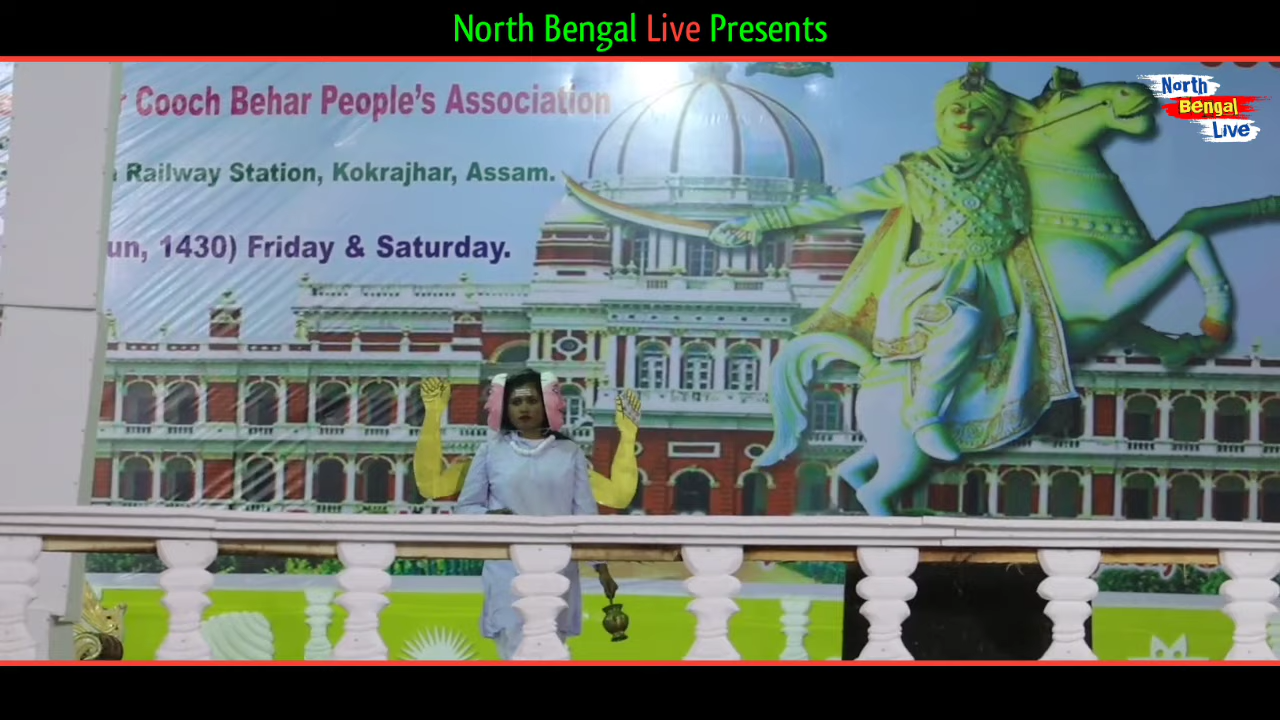 North Bengal Live Presents
North
Bengal
Live
Cooch Behar People's Association
Railway Station, Kokrajhar, Assam.
un, 1430) Friday & Saturday.